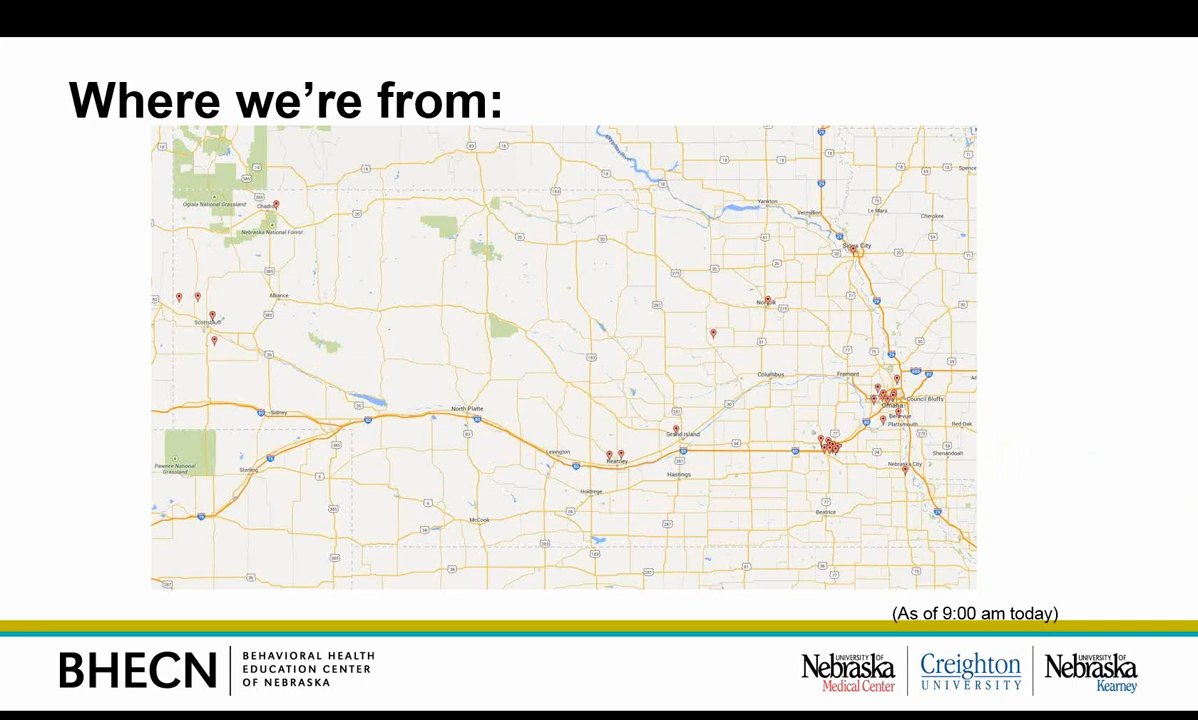 Where we're from:
Yankton
Vermillion
Le Mars
Cherokee
Spence
Oglala National Grassland
Chadron
Nebraska National Forest
Sioux City
Alliance
Norfolk
Scottsbluff
Columbus
Fremont
Council Bluffs
Omaha
Bellevue
Plattsmouth
Red Oak
Sidney
North Platte
Grand Island
Shenandoah
Pawnee National
Grassland
Sterling
Lexington
Kearney
Hastings
Nebraska City
Holdrege
Beatrice
McCook
(As of 9:00 am today)
BHECN
BEHAVIORAL HEALTH
EDUCATION CENTER
OF NEBRASKA
UNIVERSITY OF
Nebraska
Medical Center
Creighton
UNIVERSITY
UNIVERSITY OF
Nebraska
Kearney